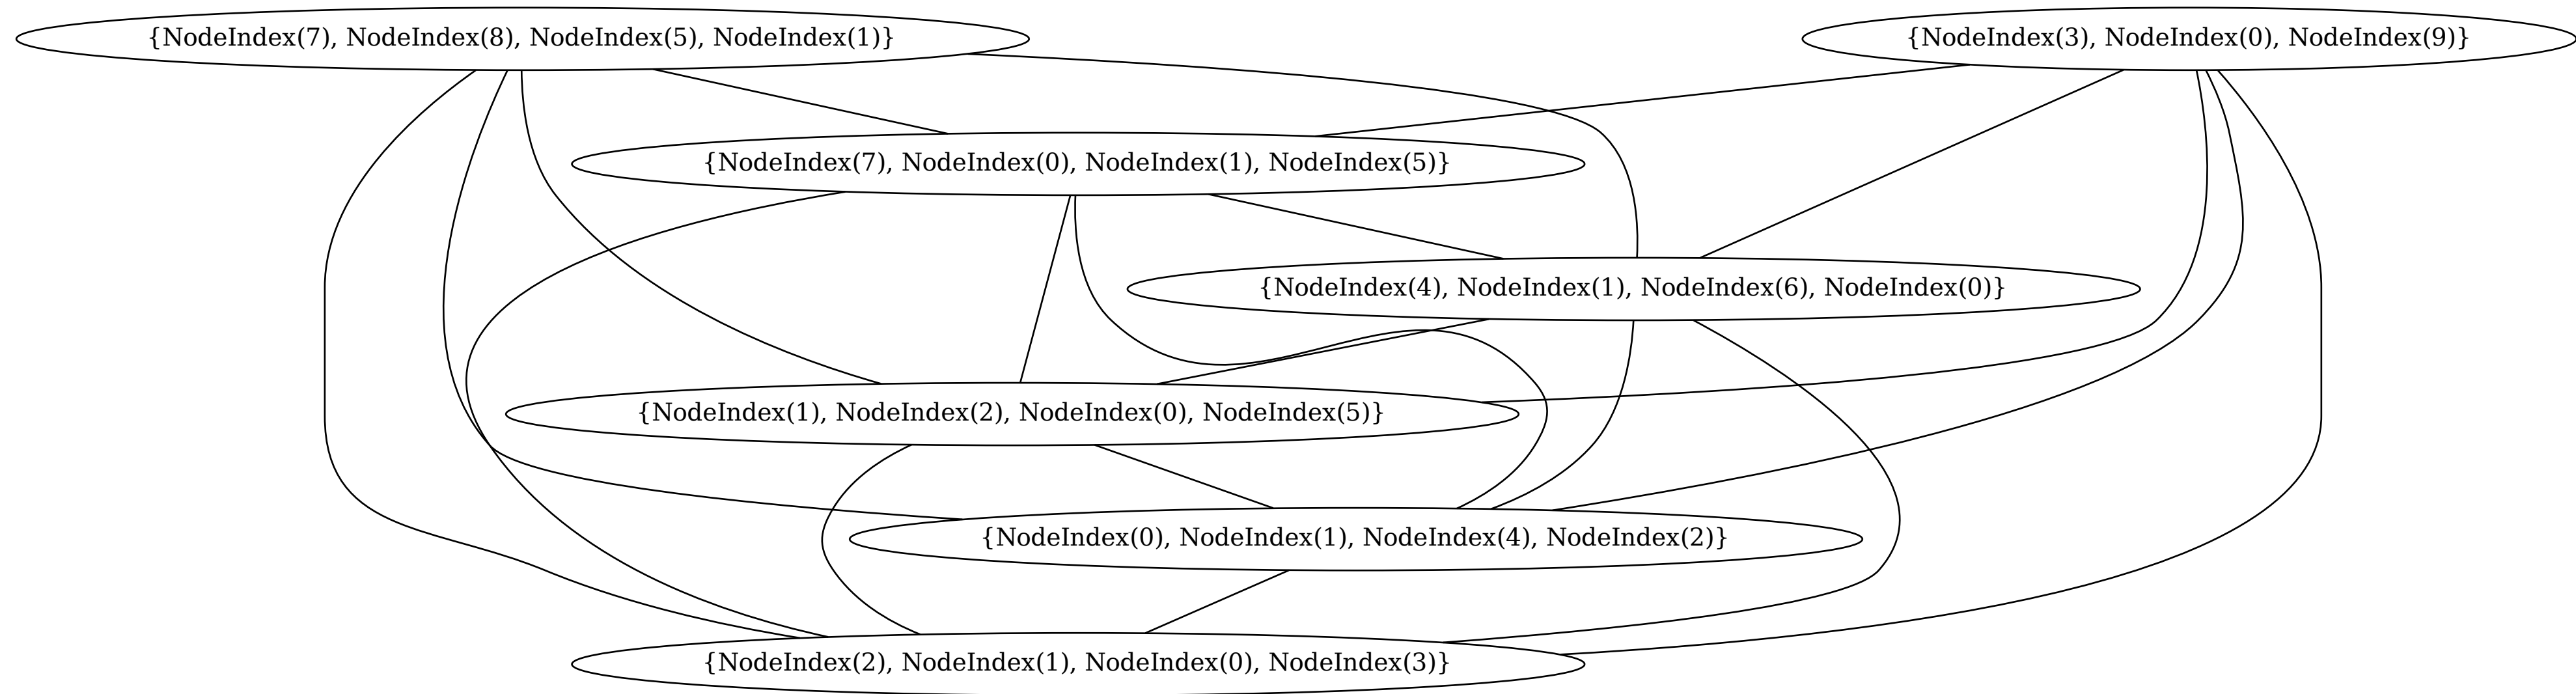 {NodeIndex(7), NodeIndex(8), NodeIndex(5), NodeIndex(1)}
{NodeIndex(3), NodeIndex(0), NodeIndex(9)}
{NodeIndex(7), NodeIndex(0), NodeIndex(1), NodeIndex(5)}
{NodeIndex(4), NodeIndex(1), NodeIndex(6), NodeIndex(0)}
{NodeIndex(1), NodeIndex(2), NodeIndex(0), NodeIndex(5)}
{NodeIndex(0), NodeIndex(1), NodeIndex(4), NodeIndex(2)}
{NodeIndex(2), NodeIndex(1), NodeIndex(0), NodeIndex(3)}